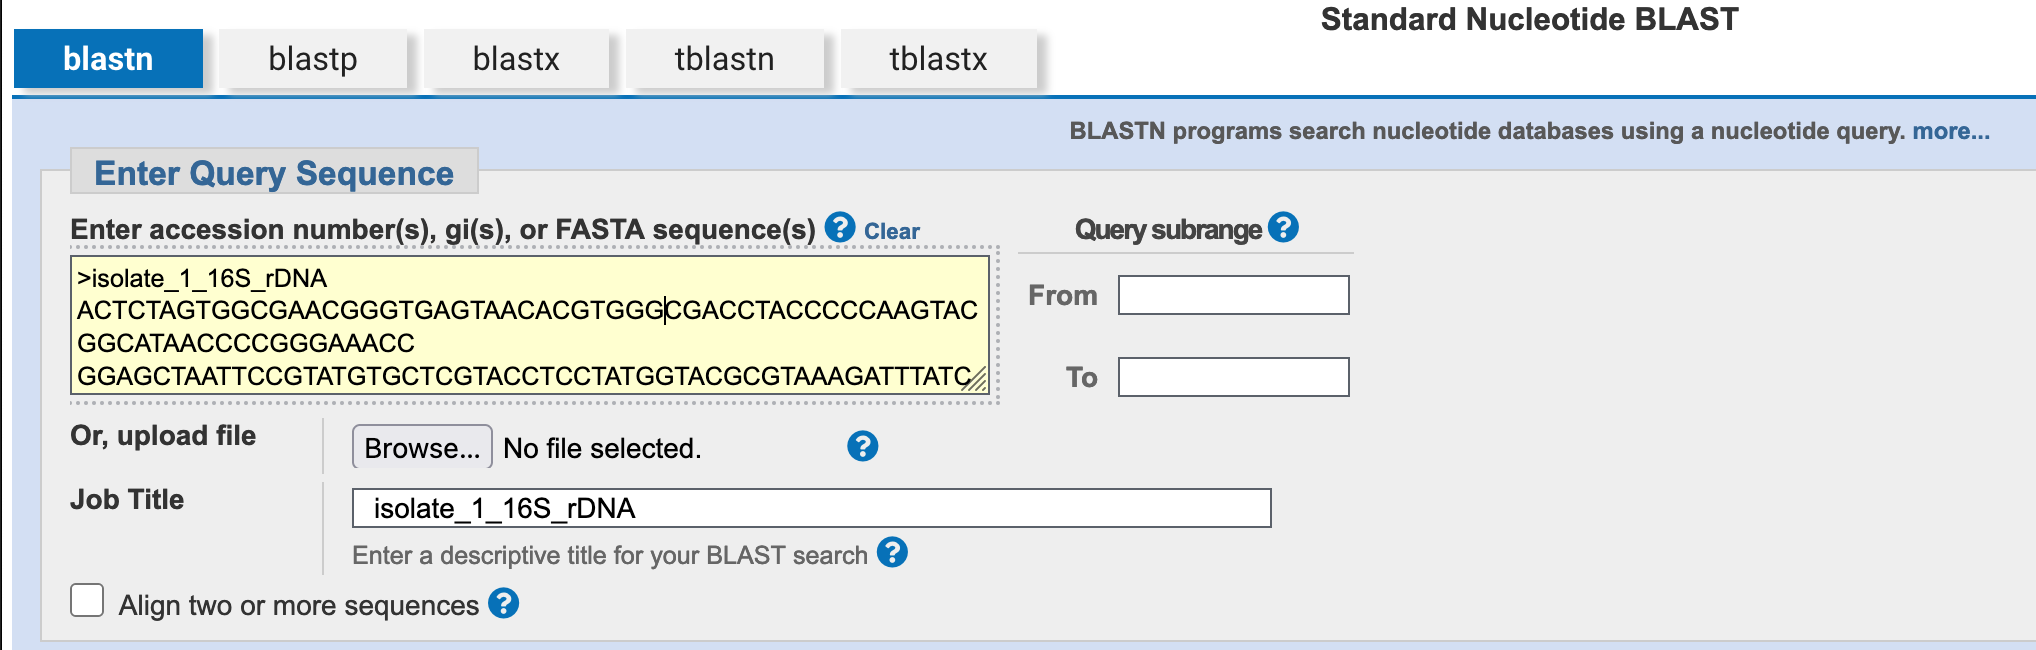 Standard Nucleotide BLAST
blastn
blastp
blastx
tblastn
tblastx
BLASTN programs search nucleotide databases using a nucleotide query. more...
Enter Query Sequence
Enter accession number(s), gi(s), or FASTA sequence(s) ? Clear
Query subrange ?
>isolate_1_16S_rDNA
ACTCTAGTGGCGAACGGGTGAGTAACACGTGGGCGACCTACCCCCAAGTAC
GGCATAACCCCGGGAAACC
GGAGCTAATTCCGTATGTGCTCGTACCTCCTATGGTACGCGTAAAGATTTATC
From
To
Or, upload file
Browse... No file selected. ?
Job Title
isolate_1_16S_rDNA
Enter a descriptive title for your BLAST search ?
Align two or more sequences ?